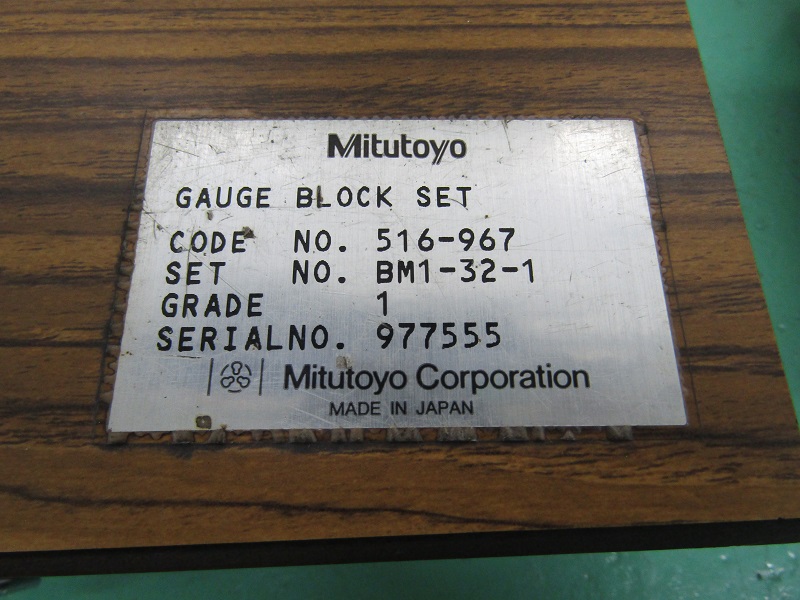 Mitutoyo
GAUGE BLOCK SET
CODE NO. 516-967
SET NO. BM1-32-1
GRADE 1
SERIALNO. 977555
Mitutoyo Corporation
MADE IN JAPAN